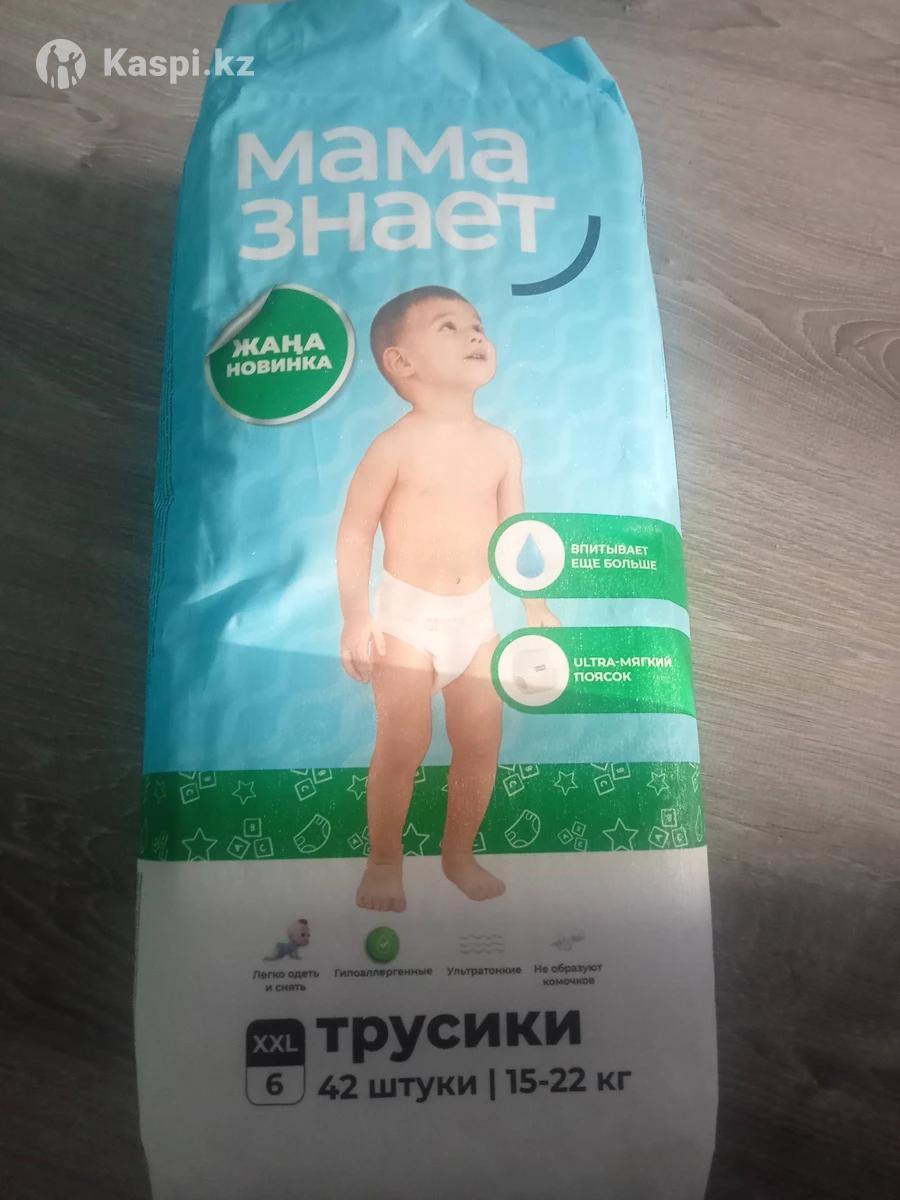 Kaspi.kz
мама
знает
ЖАҢА
НОВИНКА
ВПИТЫВАЕТ
ЕЩЕ БОЛЬШЕ
ULTRA-МЯГКИЙ
ПОЯСОК
Легко одеть
и снять
Гипоаллергенные
Ультратонкие
Не образуют
комочков
XXL
6
трусики
42 штуки | 15-22 кг